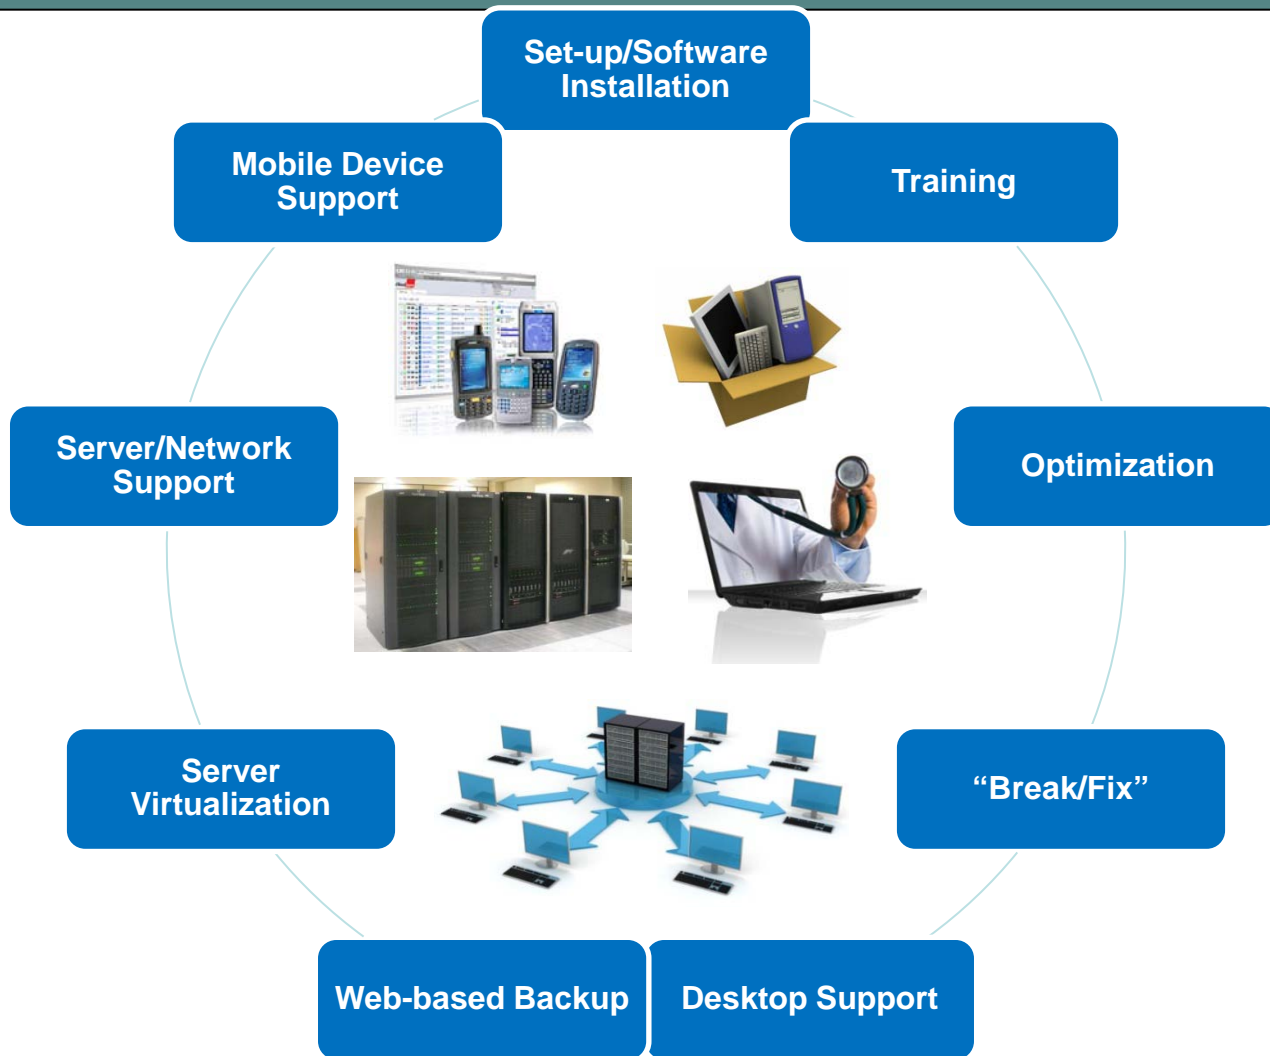 Set-up/Software
Installation
Training
Optimization
“Break/Fix”
Desktop Support
Web-based Backup
Server
Virtualization
Server/Network
Support
Mobile Device
Support